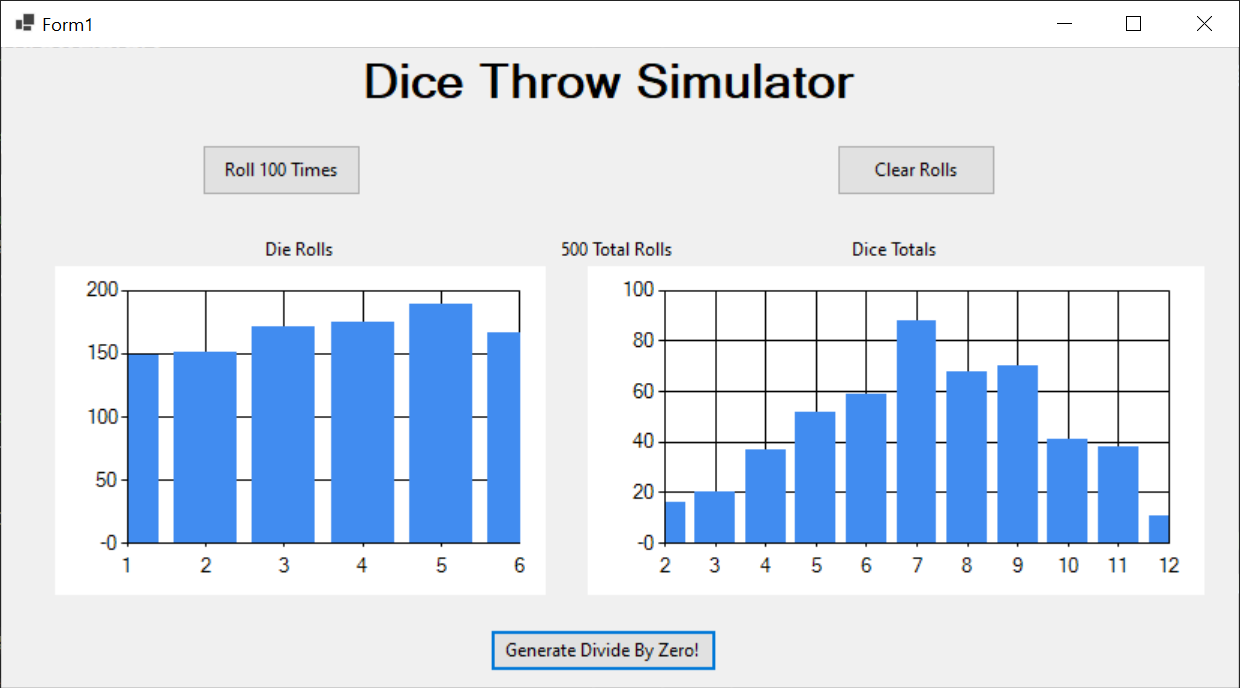 Form1
Dice Throw Simulator
Roll 100 Times
Clear Rolls
Die Rolls
500 Total Rolls
Dice Totals
200
150
100
50
-0
1 2 3 4 5 6
100
80
60
40
20
-0
2 3 4 5 6 7 8 9 10 11 12
Generate Divide By Zero!